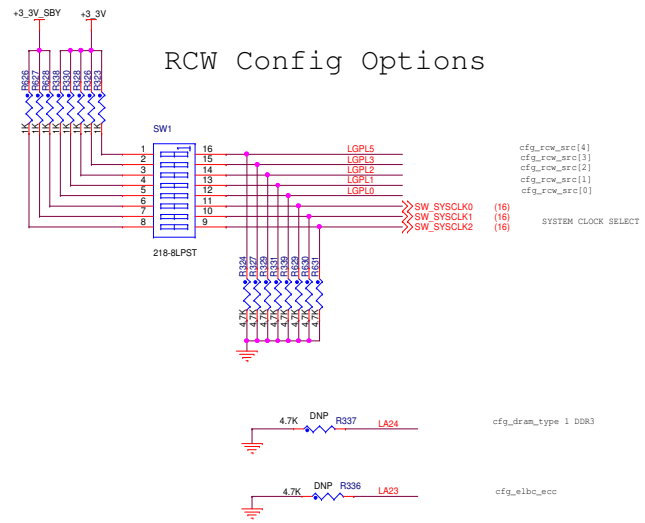 +3_3V_SBY +3_3V
RCW Config Options
R626 R627 R628 R338 R330 R328 R326 R323
1K 1K 1K 1K 1K 1K 1K 1K
SW1
1 16 LGPL5 cfg_rcw_src[4]
2 15 LGPL3 cfg_rcw_src[3]
3 14 LGPL2 cfg_rcw_src[2]
4 13 LGPL1 cfg_rcw_src[1]
5 12 LGPL0 cfg_rcw_src[0]
6 11 SW_SYSCLK0 (16)
7 10 SW_SYSCLK1 (16) SYSTEM CLOCK SELECT
8 9 SW_SYSCLK2 (16)
218-8LPST
R324 R327 R329 R331 R339 R629 R630 R631
4.7K 4.7K 4.7K 4.7K 4.7K 4.7K 4.7K 4.7K
4.7K DNP R337 LA24 cfg_dram_type 1 DDR3
4.7K DNP R336 LA23 cfg_elbc_ecc